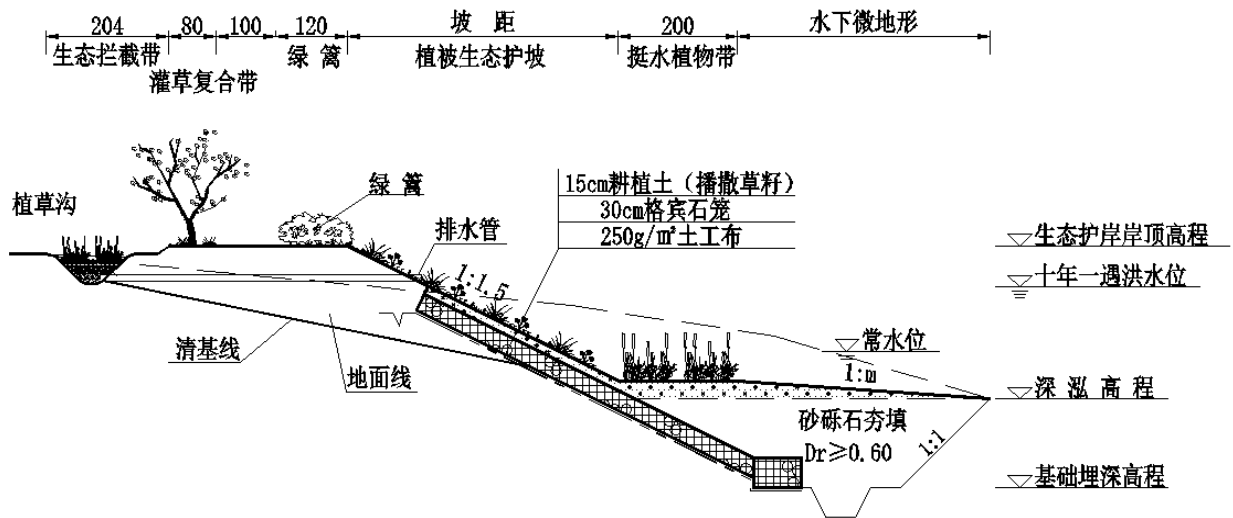 204 80 100 120 坡 距 200 水下微地形
生态拦截带 绿 篱 植被生态护坡 挺水植物带
灌草复合带
植草沟
绿 篱
排水管
15cm耕植土（播撒草籽）
30cm格宾石笼
250g/m²土工布
1:1.5
生态护岸岸顶高程
十年一遇洪水位
常水位
1:m
清基线
地面线
深 泓 高 程
砂砾石夯填
Dr≥0.60
1:1
基础埋深高程